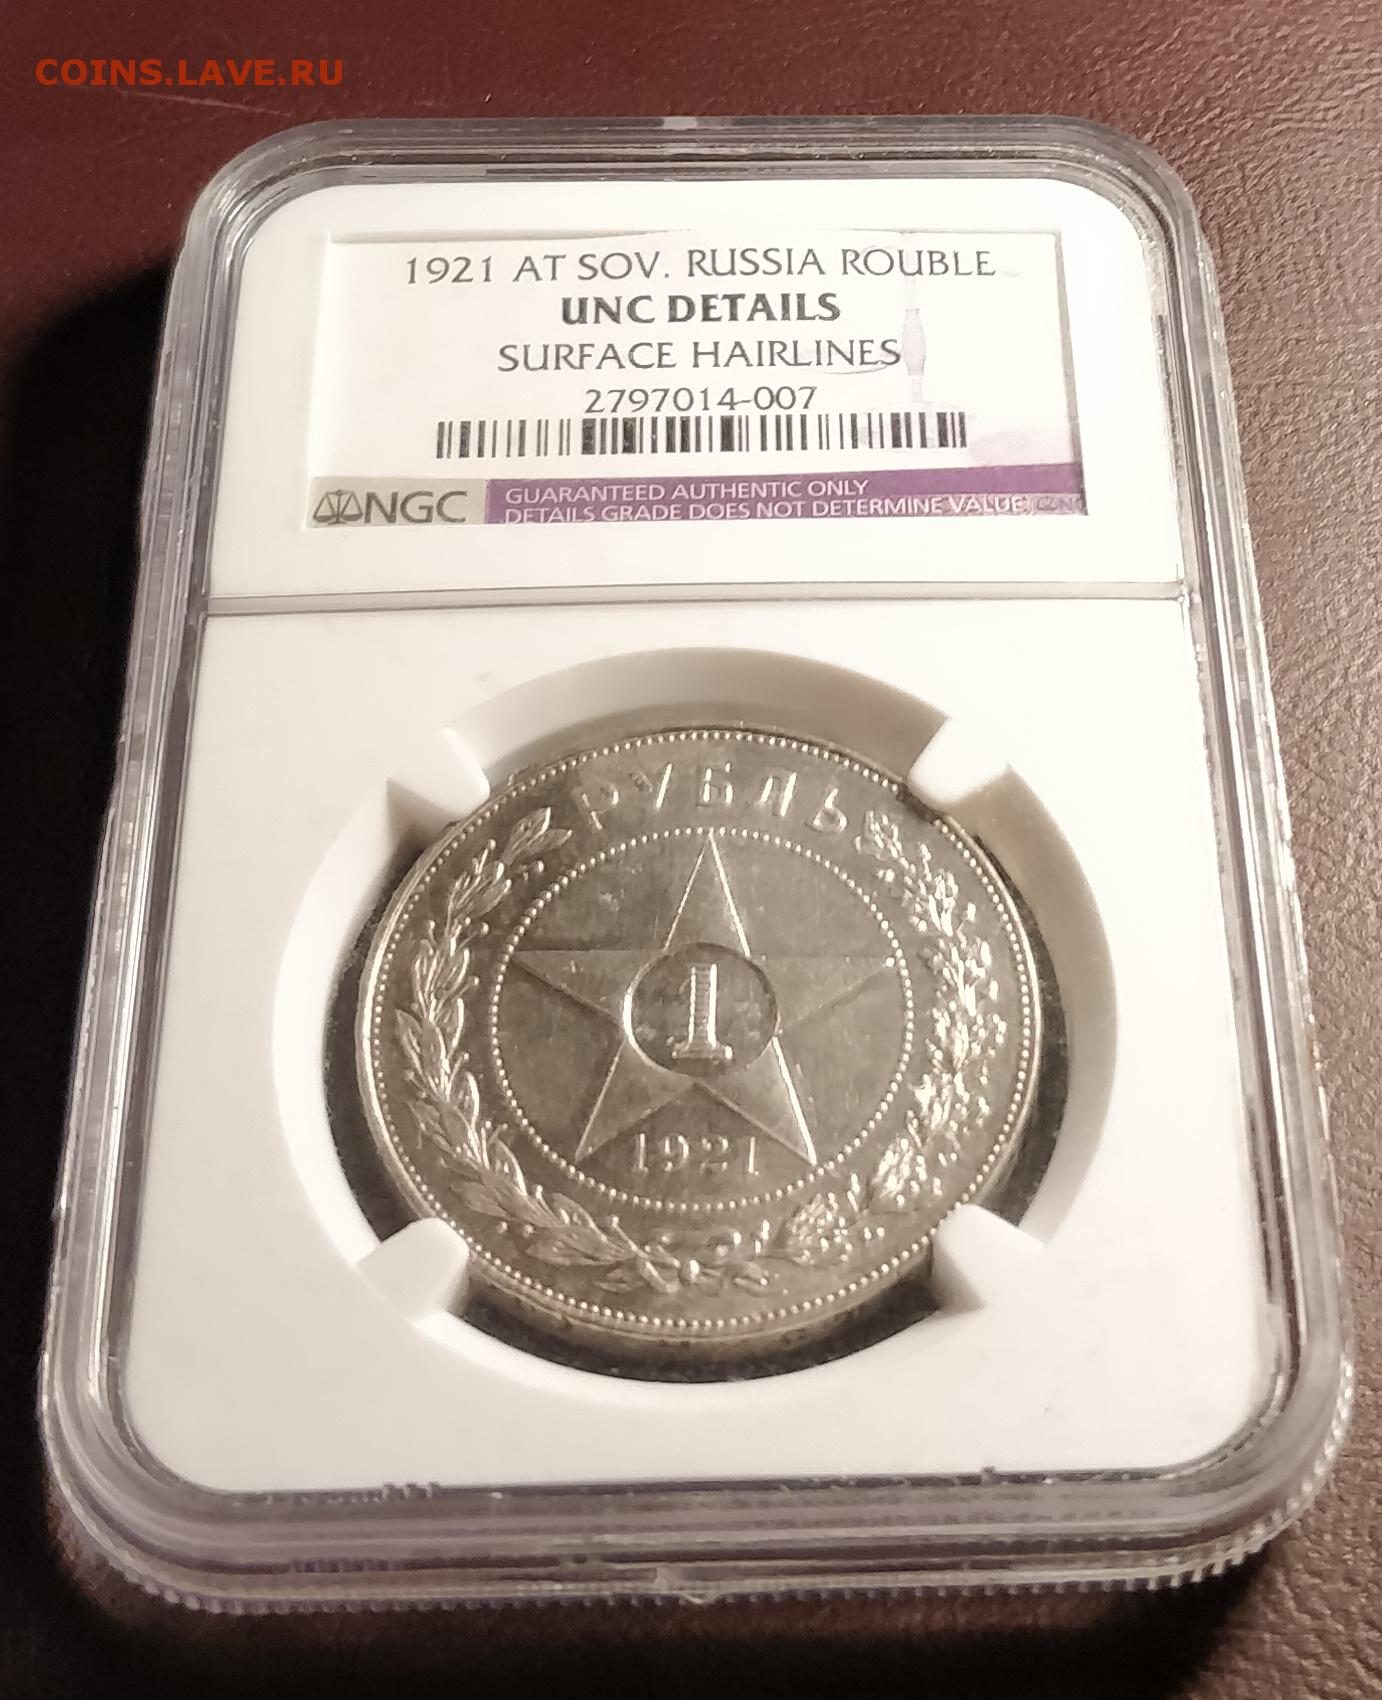 COINS.LAVE.RU
1921 AT SOV. RUSSIA ROUBLE
UNC DETAILS
SURFACE HAIRLINES
2797014-007
NGC
GUARANTEED AUTHENTIC ONLY
DETAILS GRADE DOES NOT DETERMINE VALUE
РУБЛЬ
1
1921